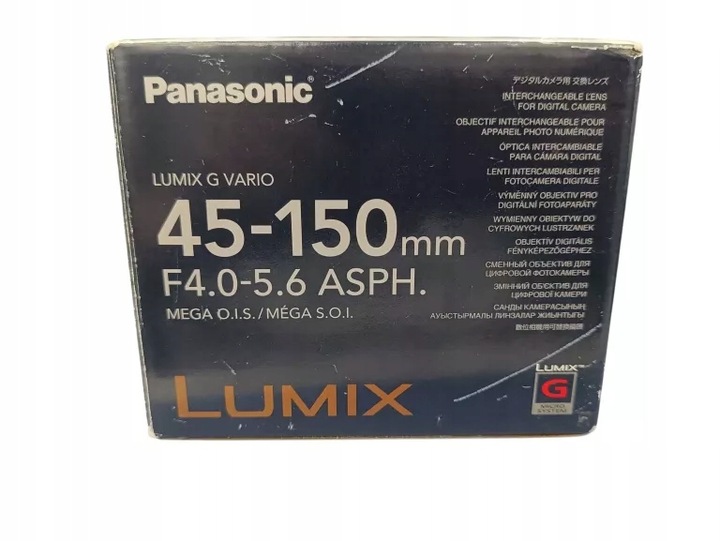 Panasonic
LUMIX G VARIO
45-150mm
F4.0-5.6 ASPH.
MEGA O.I.S./MÉGA S.O.I.
LUMIX
デジタルカメラ用 交換レンズ
INTERCHANGEABLE LENS
FOR DIGITAL CAMERA
OBJECTIF INTERCHANGEABLE POUR
APPAREIL PHOTO NUMÉRIQUE
ÓPTICA INTERCAMBIABLE
PARA CÁMARA DIGITAL
LENTI INTERCAMBIABILI PER
FOTOCAMERA DIGITALE
VÝMĚNNÝ OBJEKTIV PRO
DIGITÁLNÍ FOTOAPARÁTY
WYMIENNY OBIEKTYW DO
CYFROWYCH LUSTRZANEK
OBJEKTÍV DIGITÁLIS
FÉNYKÉPEZŐGÉPHEZ
СМЕННЫЙ ОБЪЕКТИВ ДЛЯ
ЦИФРОВОЙ ФОТОКАМЕРЫ
ЗМІННИЙ ОБ'ЄКТИВ ДЛЯ
ЦИФРОВОЇ КАМЕРИ
САНДЫ КАМЕРАСЫНЫҢ
АУЫСТЫРМАЛЫ ЛИНЗАЛАР ЖИЫНТЫҒЫ
數位相機用可替換鏡頭
LUMIX
G
MICRO
SYSTEM